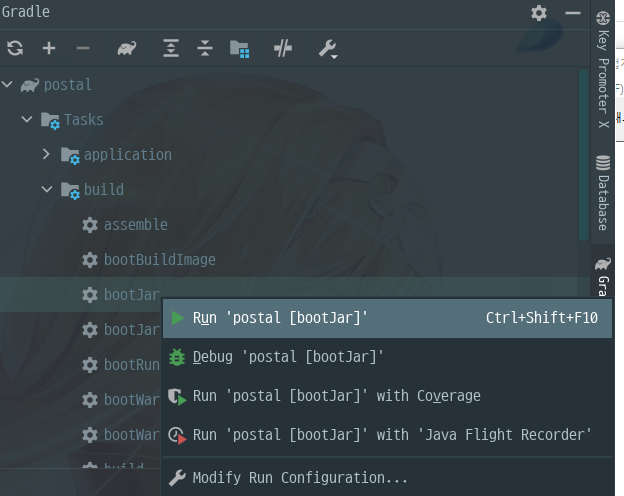 Gradle
postal
Tasks
application
build
assemble
bootBuildImage
bootJar
bootJar
bootRun
bootWar
bootWar
build
Run 'postal [bootJar]' Ctrl+Shift+F10
Debug 'postal [bootJar]'
Run 'postal [bootJar]' with Coverage
Run 'postal [bootJar]' with 'Java Flight Recorder'
Modify Run Configuration...
Key Promoter X
Database
Gra
F)